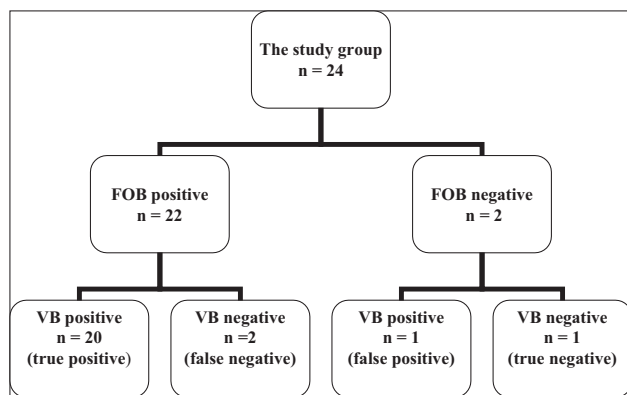 The study group
n = 24
FOB positive
n = 22
FOB negative
n = 2
VB positive
n = 20
(true positive)
VB negative
n =2
(false negative)
VB positive
n = 1
(false positive)
VB negative
n = 1
(true negative)